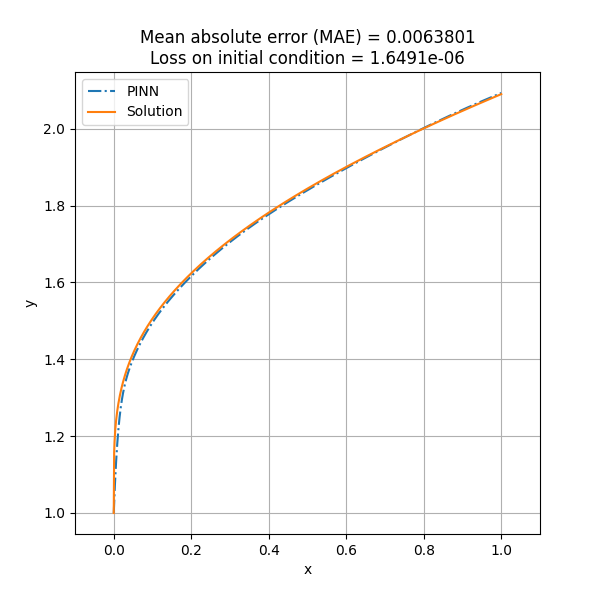 Mean absolute error (MAE) = 0.0063801
Loss on initial condition = 1.6491e-06
PINN
Solution
2.0
1.8
1.6
1.4
1.2
1.0
y
0.0 0.2 0.4 0.6 0.8 1.0
x